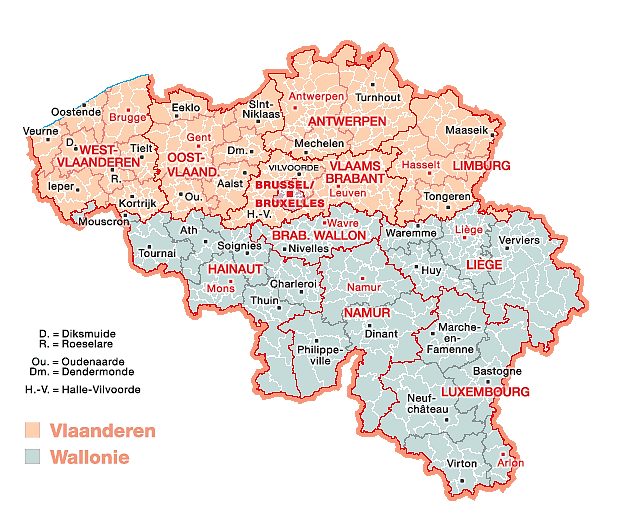 Antwerpen
Turnhout
Oostende
Eeklo
Sint-
Niklaas
Brugge
ANTWERPEN
Veurne
Gent
Maaseik
D.
WEST-
VLAANDEREN
Tielt
OOST-
VLAAND.
Dm.
Mechelen
R.
VILVOORDE
VLAAMS
BRABANT
Hasselt
LIMBURG
Ieper
Aalst
BRUSSEL/
BRUXELLES
Leuven
Ou.
Kortrijk
H.-V.
Tongeren
Mouscron
Wavre
BRAB. WALLON
Waremme
Liège
Ath
Soignies
Nivelles
Verviers
Tournai
HAINAUT
Huy
LIÈGE
Mons
Charleroi
Namur
Thuin
NAMUR
Dinant
Marche-
en-
Famenne
D. = Diksmuide
R. = Roeselare
Philippe-
ville
Ou. = Oudenaarde
Dm. = Dendermonde
Bastogne
H.-V. = Halle-Vilvoorde
LUXEMBOURG
Neuf-
château
Vlaanderen
Wallonie
Virton
Arlon